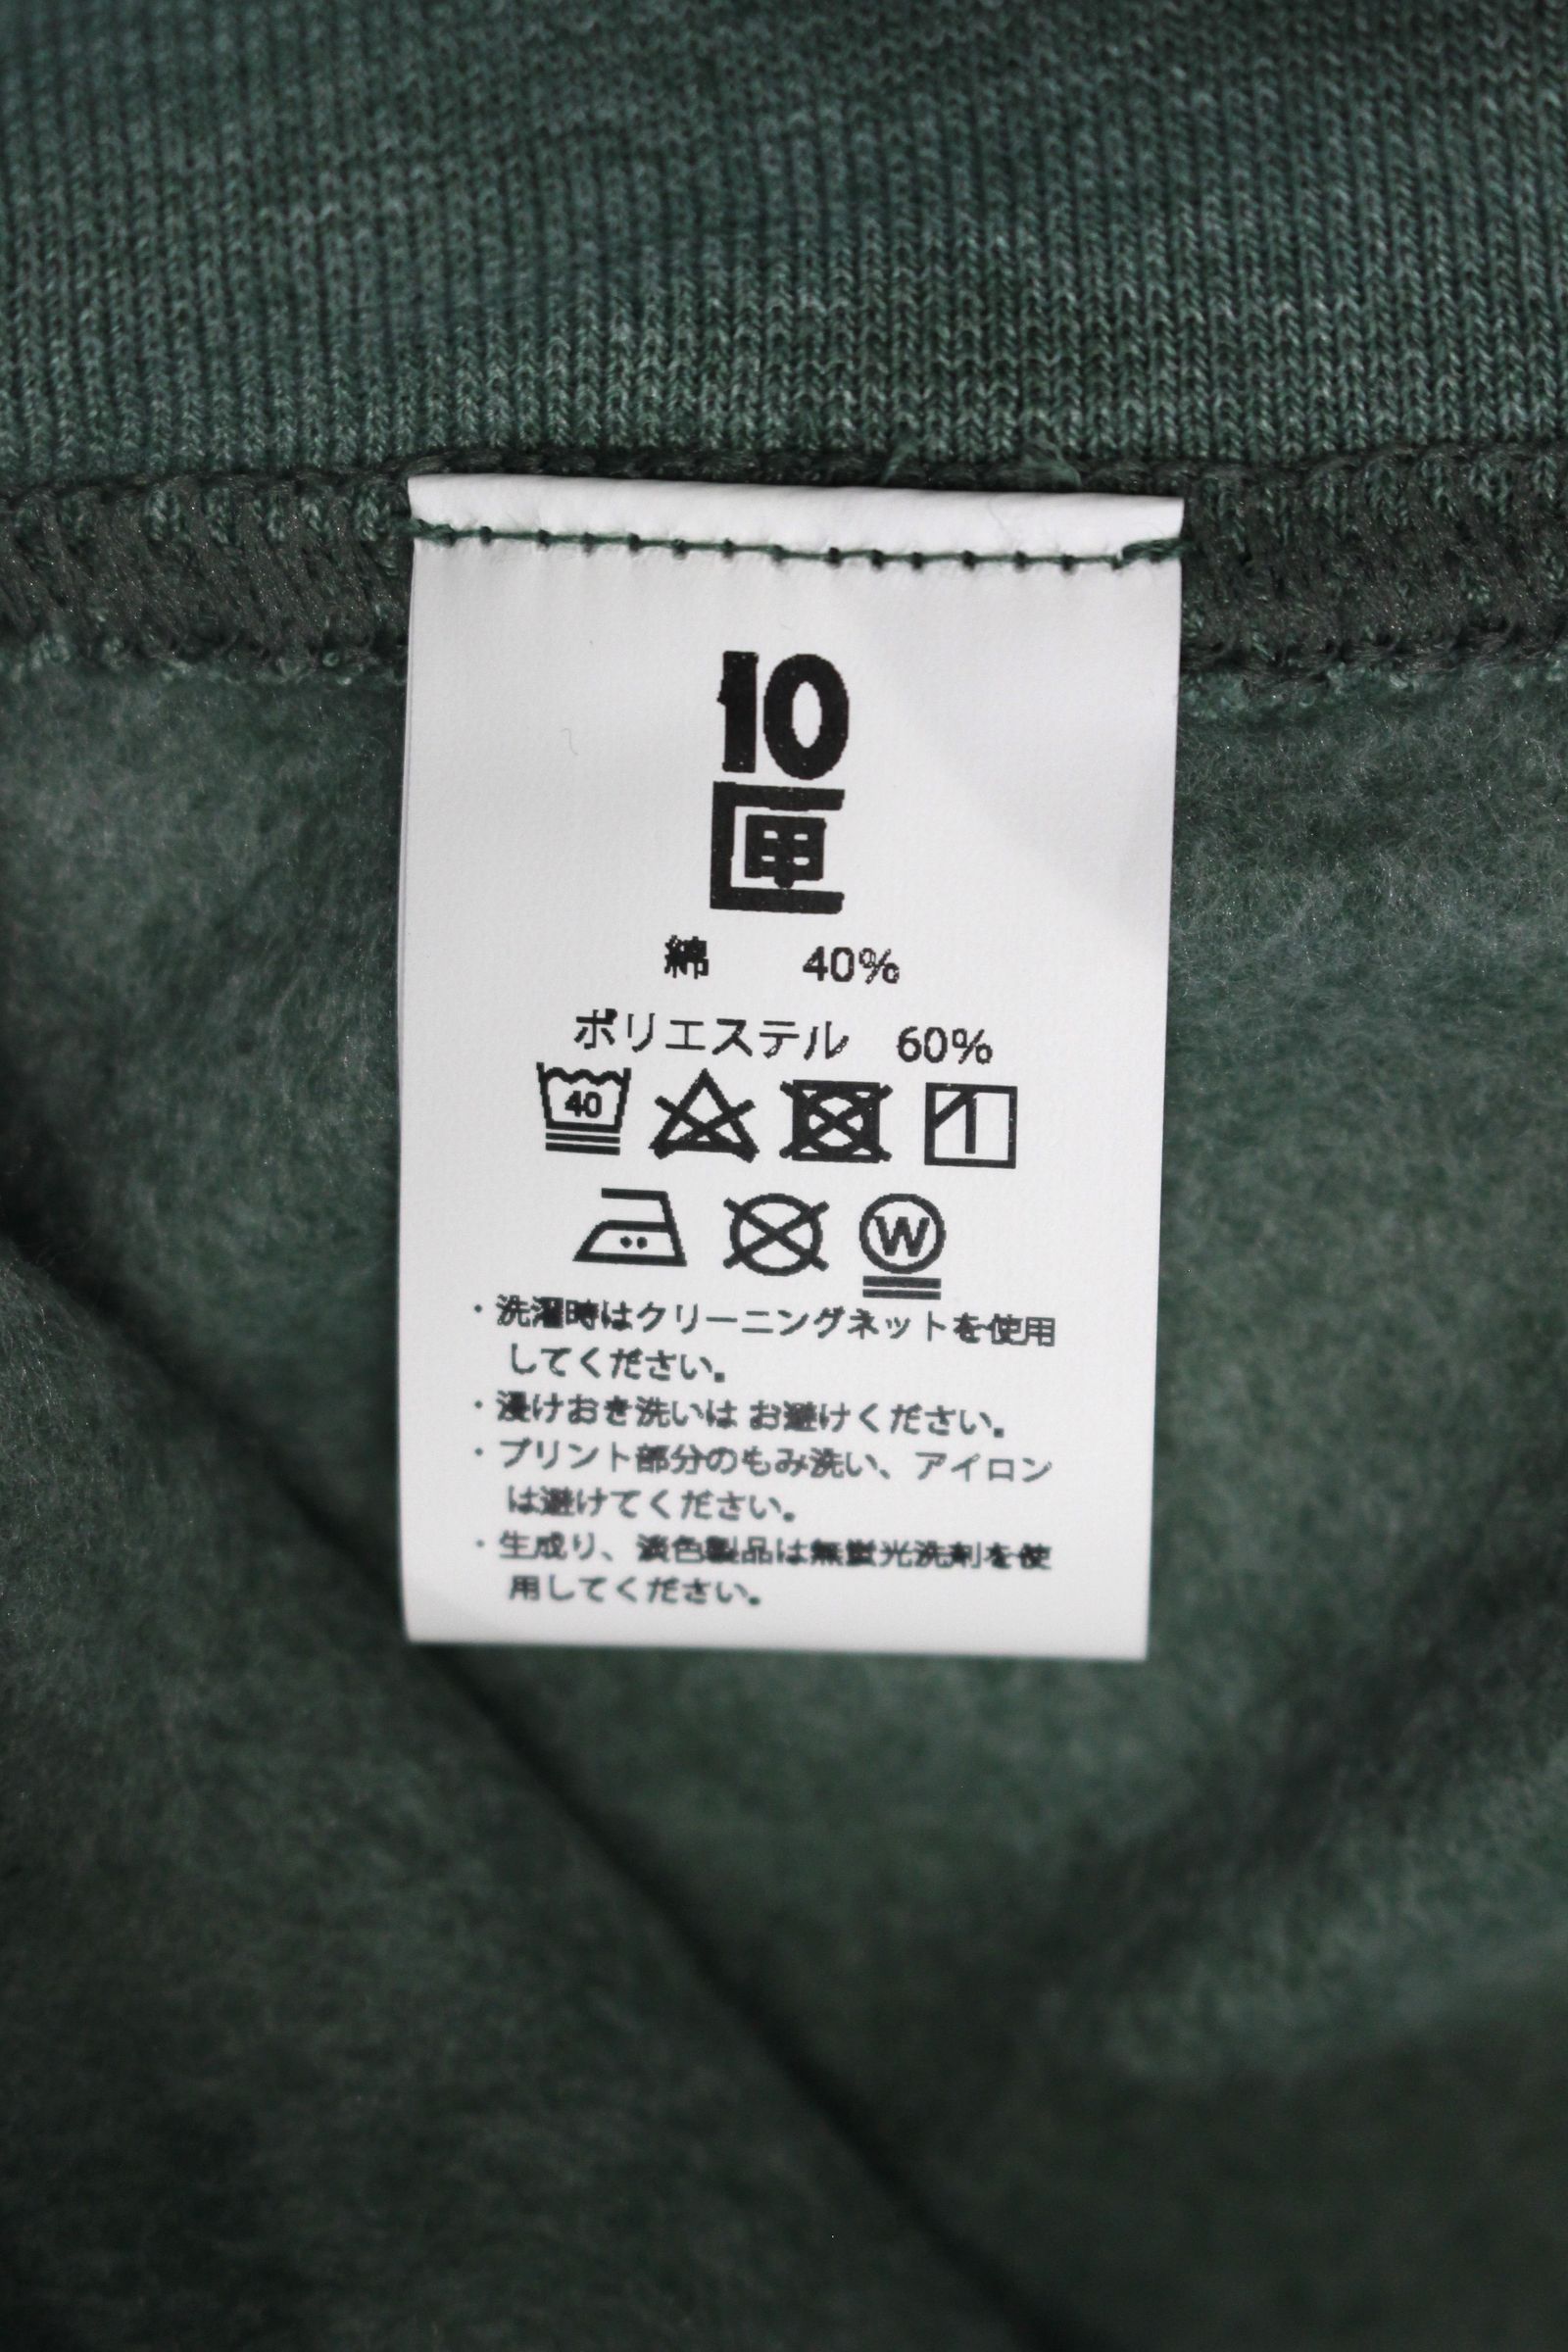 10
匣
綿 40%
ポリエステル 60%
40
W
・洗濯時はクリーニングネットを使用
してください。
・浸けおき洗いは お避けください。
・プリント部分のもみ洗い、アイロン
は避けてください。
・生成り、淡色製品は無蛍光洗剤を使
用してください。